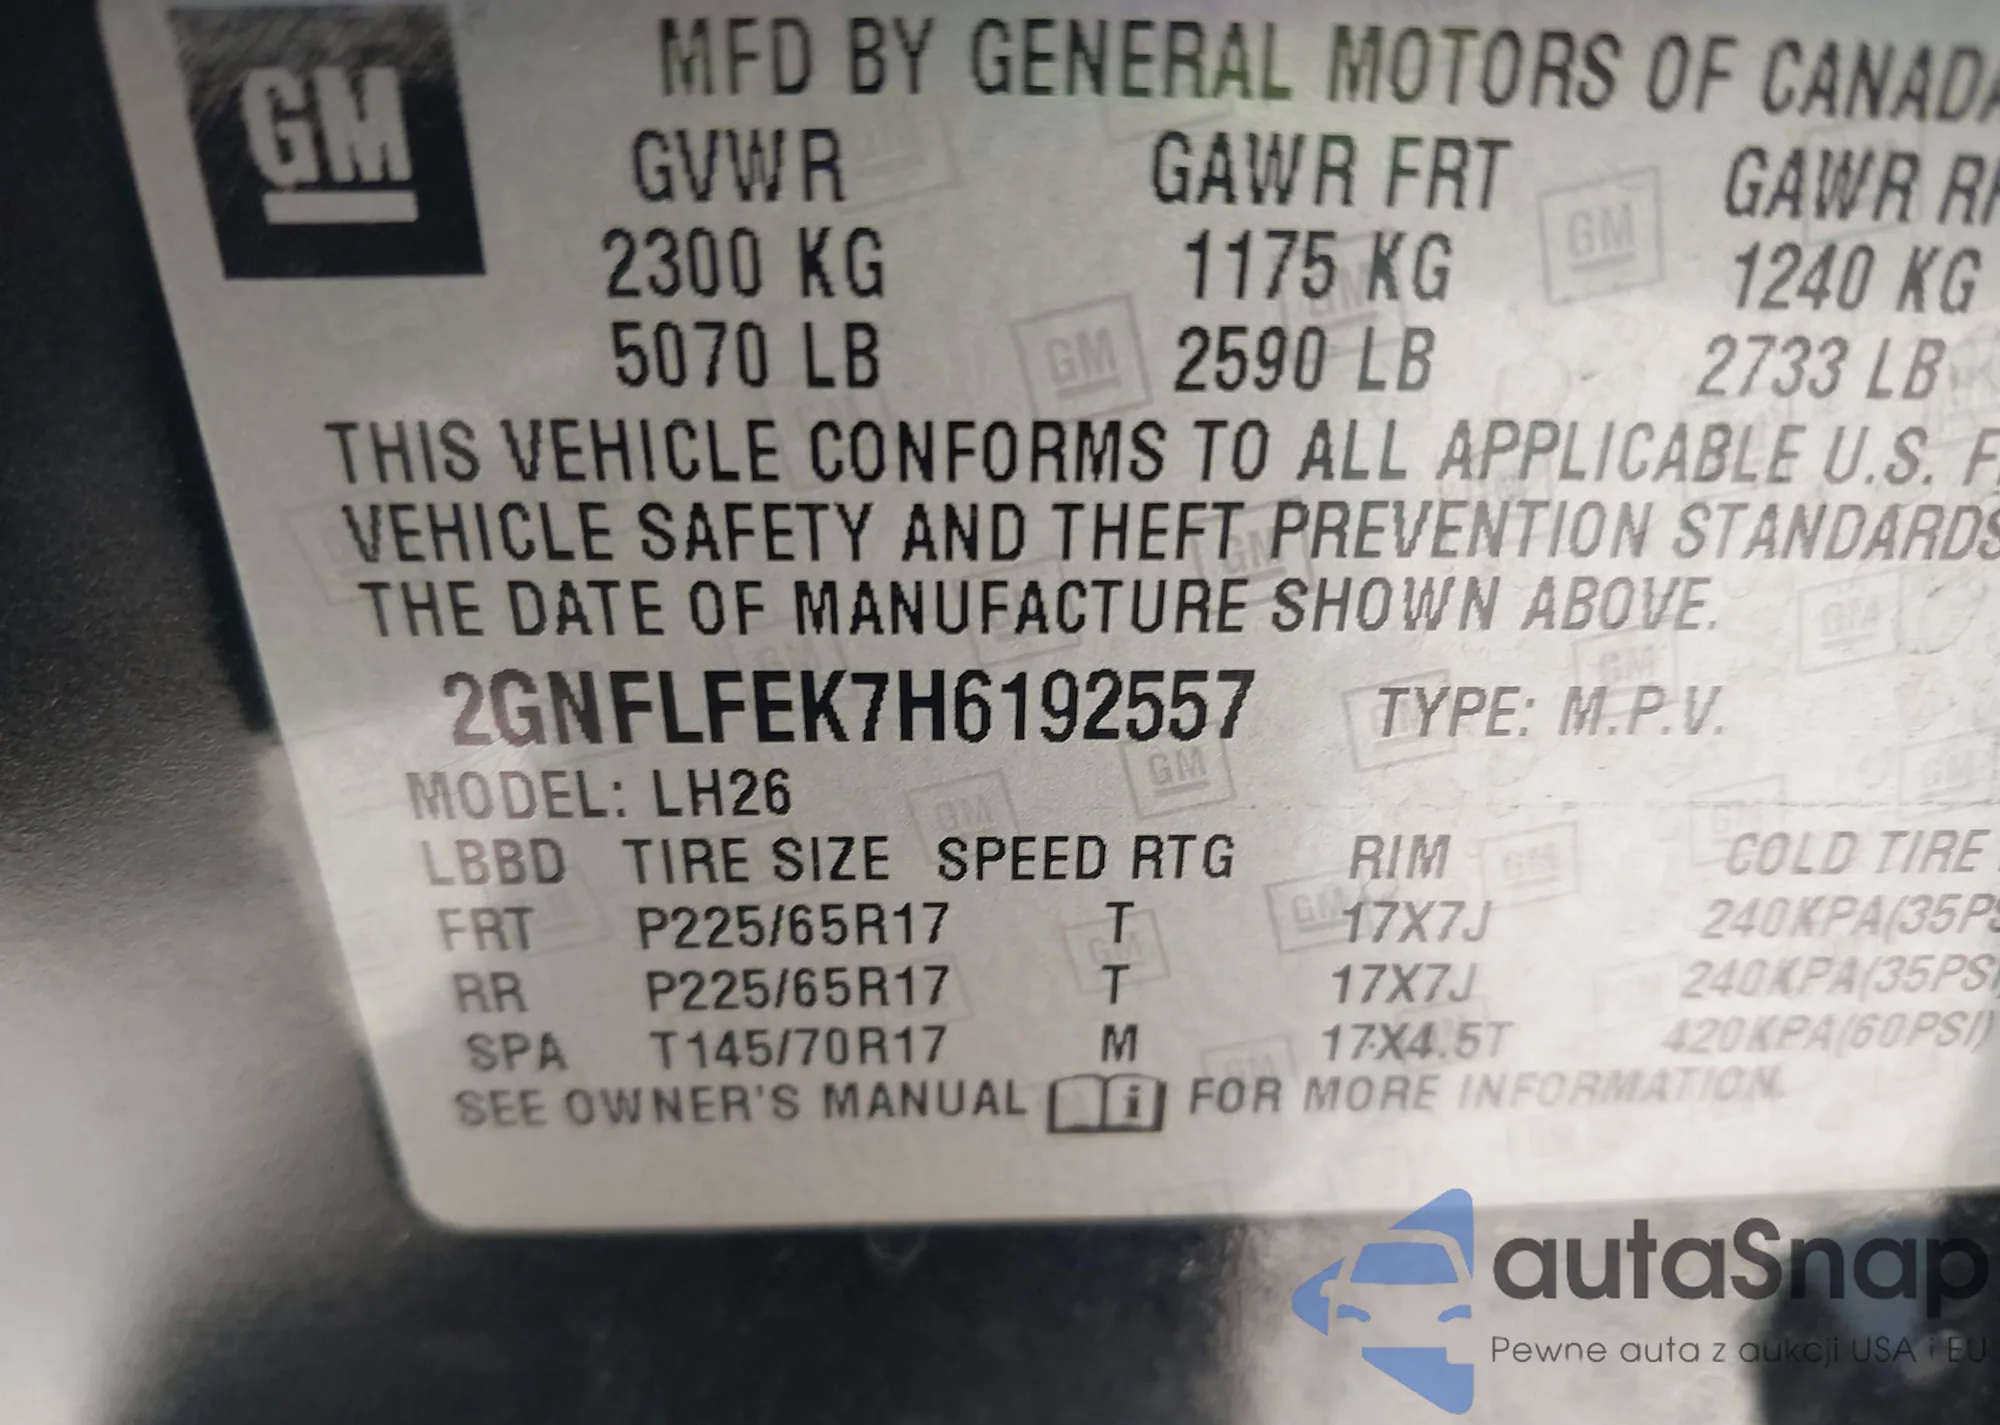 GM
MFD BY GENERAL MOTORS OF CANADA
GVWR GAWR FRT GAWR
2300 KG 1175 KG 1240 KG
5070 LB 2590 LB 2733 LB
THIS VEHICLE CONFORMS TO ALL APPLICABLE U.S.
VEHICLE SAFETY AND THEFT PREVENTION STANDARDS
THE DATE OF MANUFACTURE SHOWN ABOVE.
2GNFLFEK7H6192557 TYPE: M.P.V.
MODEL: LH26
LBBD TIRE SIZE SPEED RTG RIM COLD TIRE
FRT P225/65R17 T 17X7J 240KPA(35PS
RR P225/65R17 T 17X7J 240KPA(35PSI
SPA T145/70R17 M 17X4.5T 420KPA(60PSI)
SEE OWNER'S MANUAL i FOR MORE INFORMATION.
autaSnap
Pewne auta z aukcji USA i EU